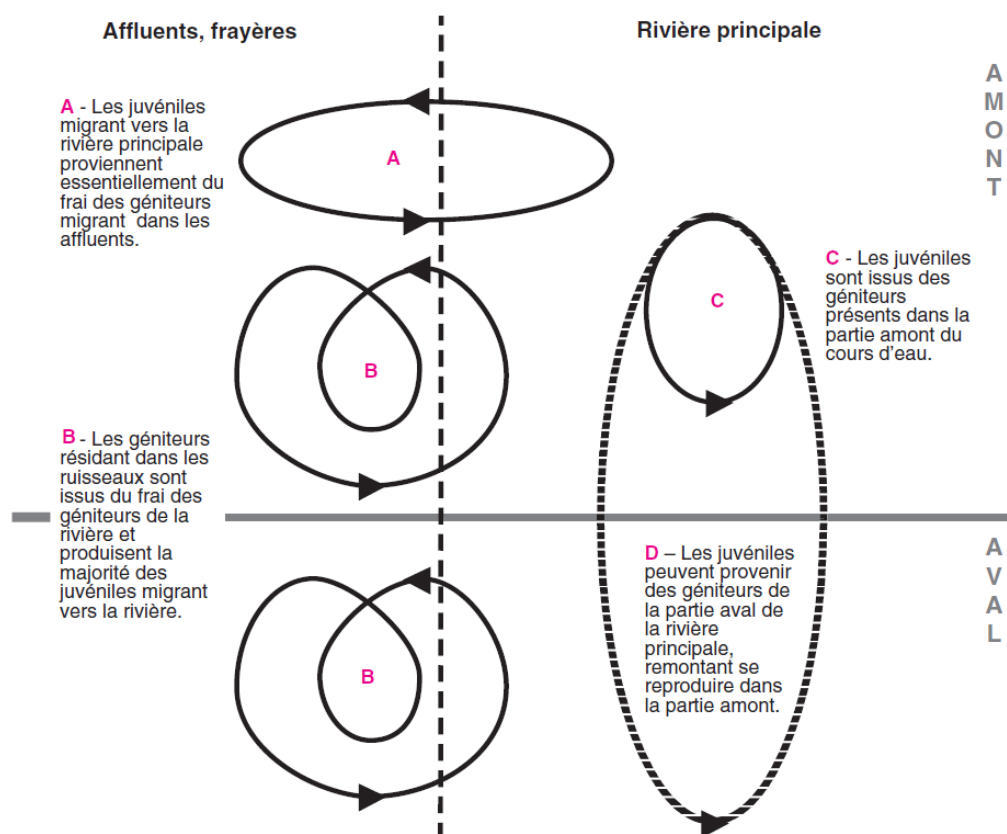 Affluents, frayères
Rivière principale
A
M
O
N
T
A - Les juvéniles
migrant vers la
rivière principale
proviennent
essentiellement du
frai des géniteurs
migrant dans les
affluents.
A
C - Les juvéniles
sont issus des
géniteurs
présents dans la
partie amont du
cours d'eau.
C
B
B - Les géniteurs
résidant dans les
ruisseaux sont
issus du frai des
géniteurs de la
rivière et
produisent la
majorité des
juvéniles migrant
vers la rivière.
D – Les juvéniles
peuvent provenir
des géniteurs de
la partie aval de
la rivière
principale,
remontant se
reproduire dans
la partie amont.
A
V
A
L
B